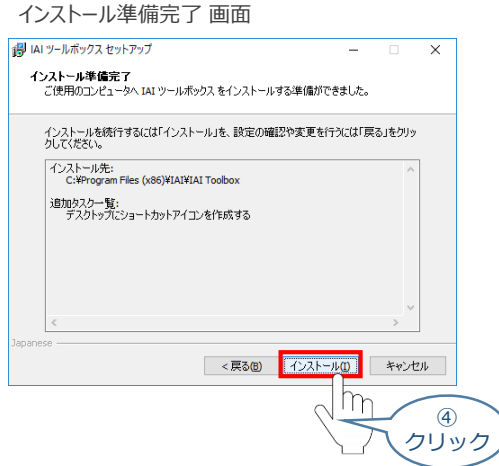 インストール準備完了 画面
IAI ツールボックス セットアップ
インストール準備完了
ご使用のコンピュータへ IAI ツールボックス をインストールする準備ができました。
インストールを続行するには「インストール」を、設定の確認や変更を行うには「戻る」をクリッ
クしてください。
インストール先:
C:¥Program Files (x86)¥IAI¥IAI Toolbox
追加タスク一覧:
デスクトップにショートカットアイコンを作成する
Japanese
< 戻る(B)
インストール(I)
キャンセル
④
クリック